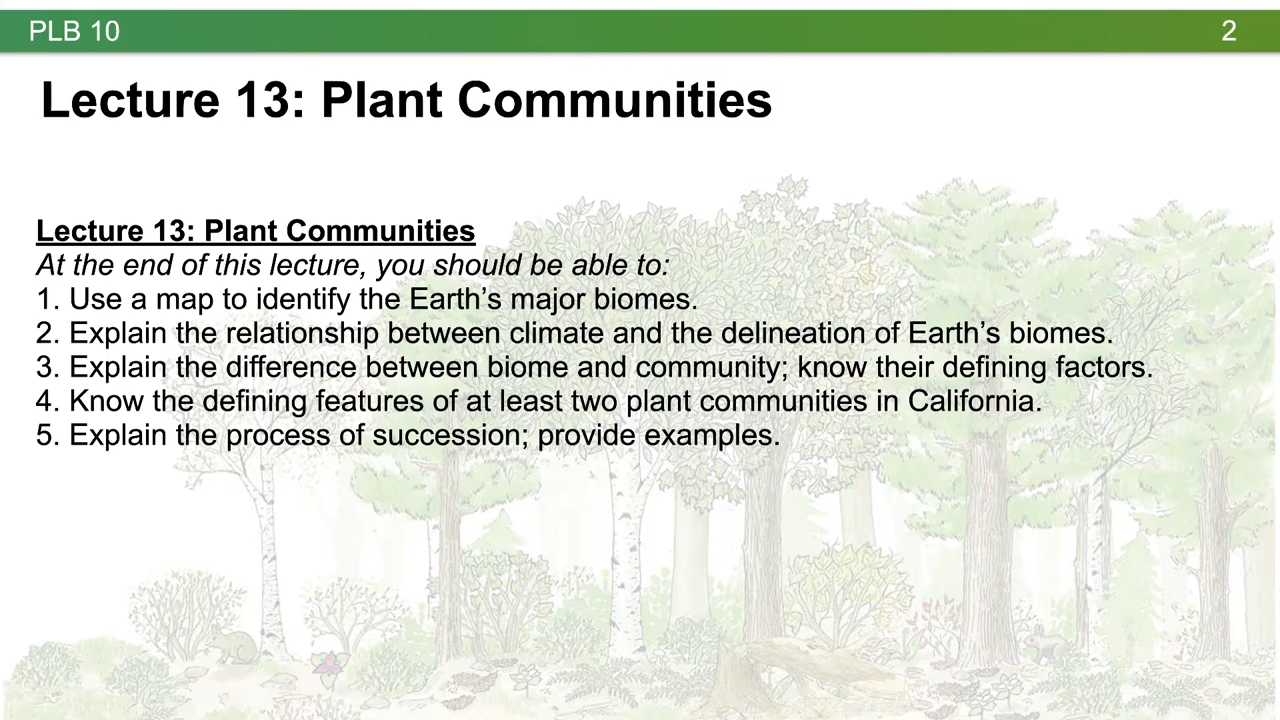 PLB 10
2
Lecture 13: Plant Communities
Lecture 13: Plant Communities
At the end of this lecture, you should be able to:
1. Use a map to identify the Earth’s major biomes.
2. Explain the relationship between climate and the delineation of Earth’s biomes.
3. Explain the difference between biome and community; know their defining factors.
4. Know the defining features of at least two plant communities in California.
5. Explain the process of succession; provide examples.